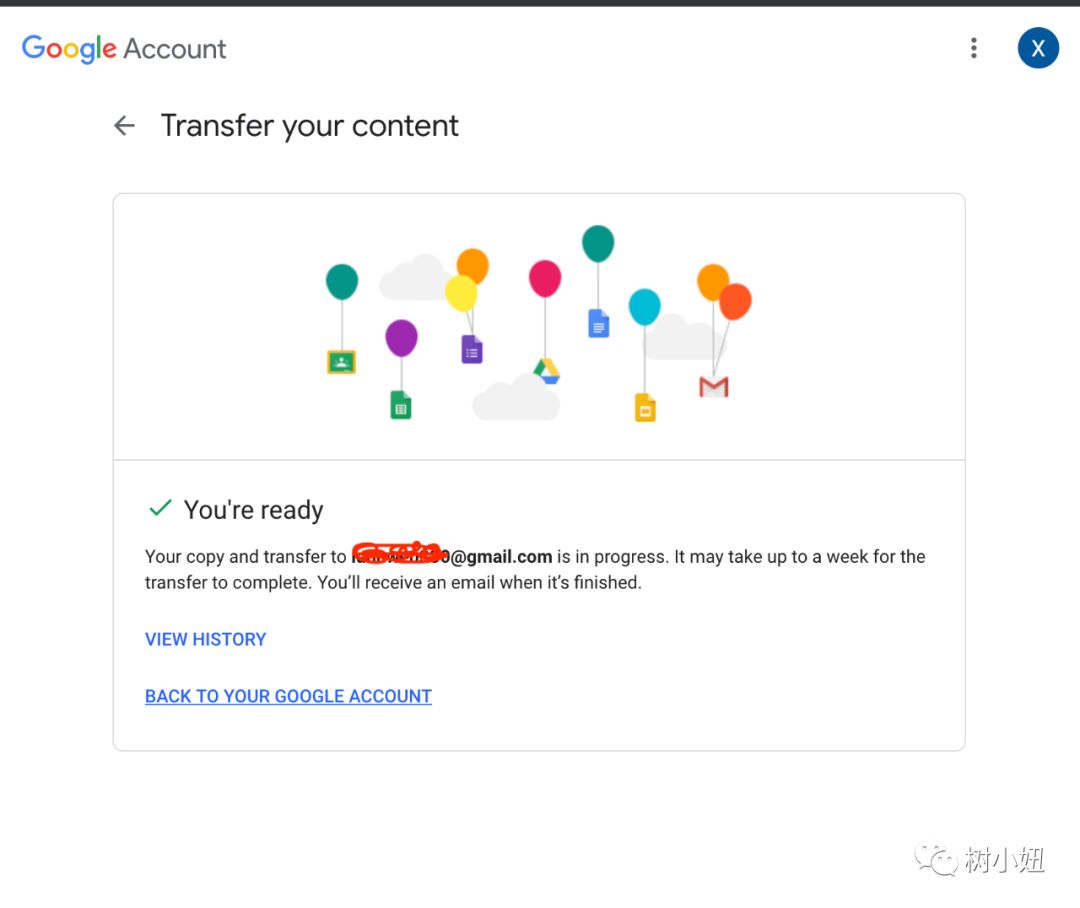 Google Account
X
Transfer your content
You're ready
Your copy and transfer to 0@gmail.com is in progress. It may take up to a week for the
transfer to complete. You’ll receive an email when it’s finished.
VIEW HISTORY
BACK TO YOUR GOOGLE ACCOUNT
树小妞